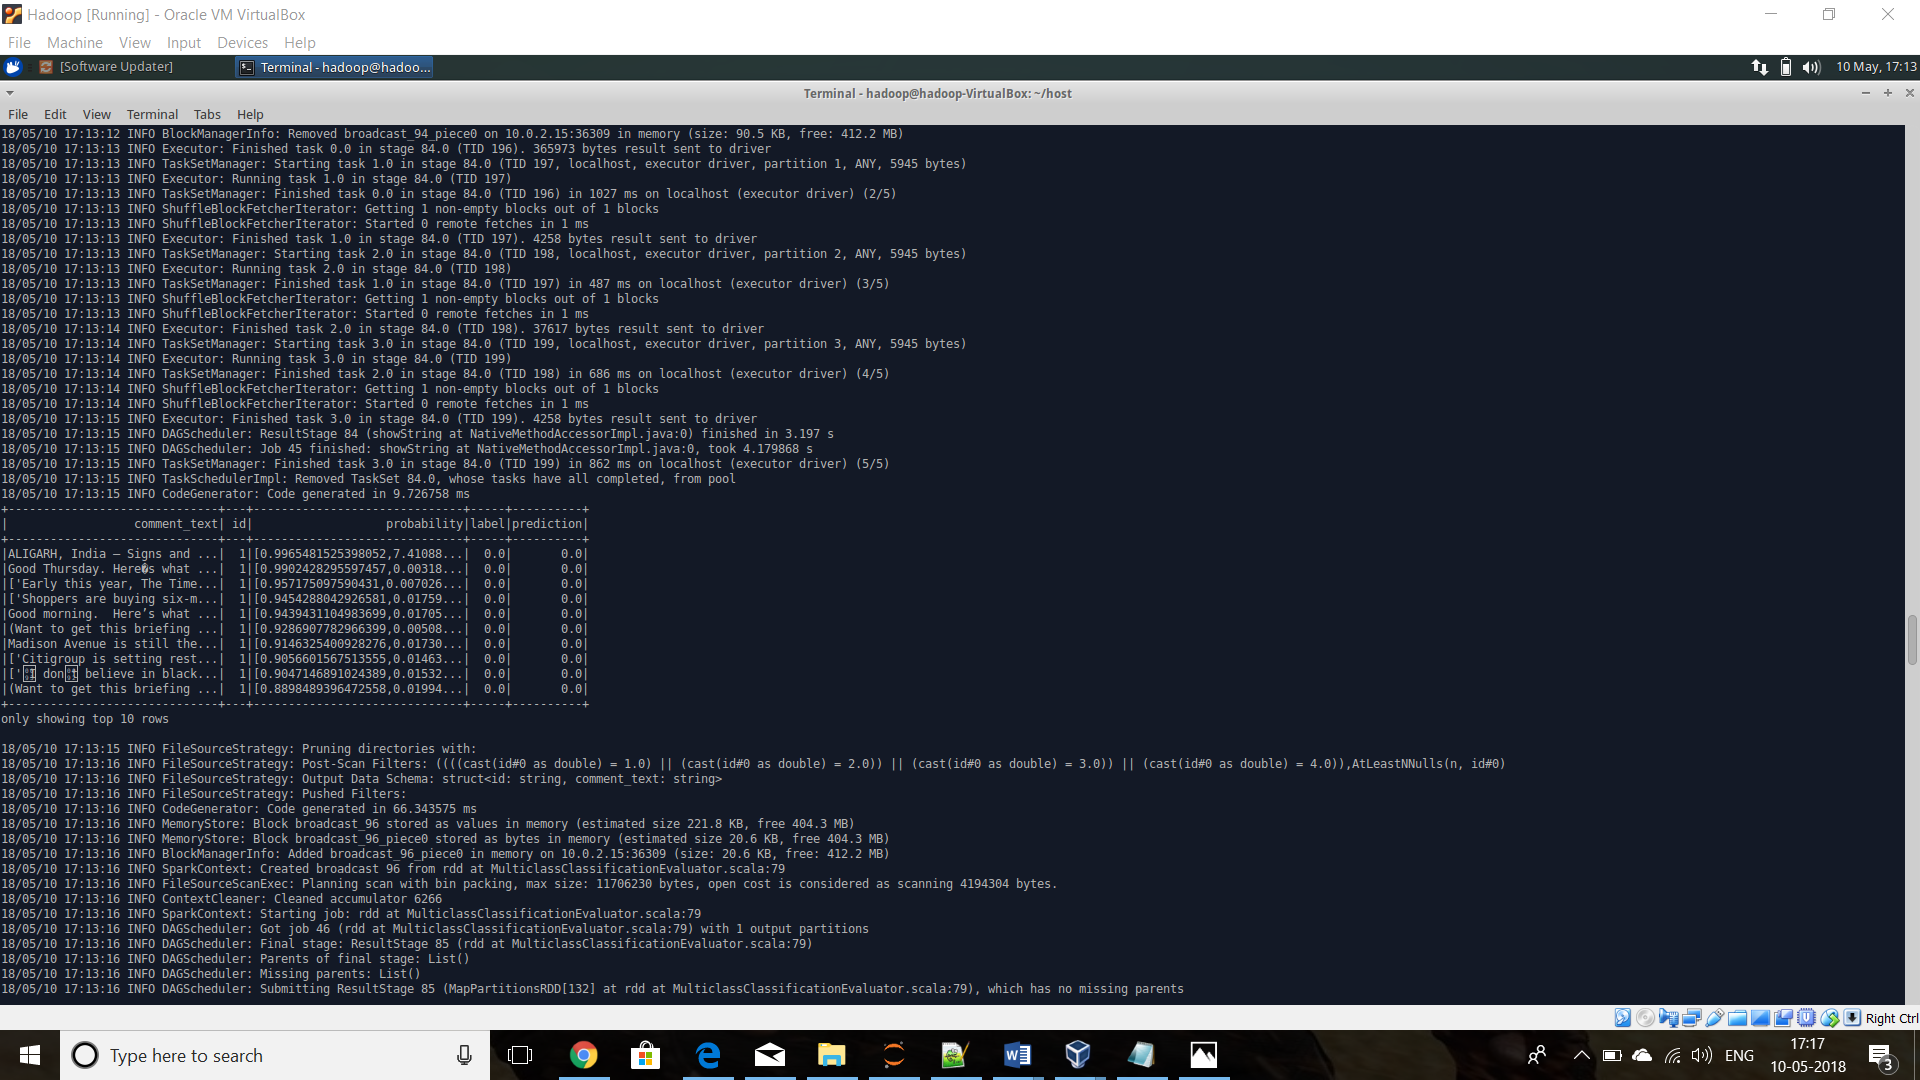 Hadoop [Running] - Oracle VM VirtualBox
File Machine View Input Devices Help
[Software Updater] Terminal - hadoop@hadoo... 10 May, 17:13
Terminal - hadoop@hadoop-VirtualBox: ~/host
File Edit View Terminal Tabs Help
18/05/10 17:13:12 INFO BlockManagerInfo: Removed broadcast_94_piece0 on 10.0.2.15:36309 in memory (size: 90.5 KB, free: 412.2 MB)
18/05/10 17:13:13 INFO Executor: Finished task 0.0 in stage 84.0 (TID 196). 365973 bytes result sent to driver
18/05/10 17:13:13 INFO TaskSetManager: Starting task 1.0 in stage 84.0 (TID 197, localhost, executor driver, partition 1, ANY, 5945 bytes)
18/05/10 17:13:13 INFO Executor: Running task 1.0 in stage 84.0 (TID 197)
18/05/10 17:13:13 INFO TaskSetManager: Finished task 0.0 in stage 84.0 (TID 196) in 1027 ms on localhost (executor driver) (2/5)
18/05/10 17:13:13 INFO ShuffleBlockFetcherIterator: Getting 1 non-empty blocks out of 1 blocks
18/05/10 17:13:13 INFO ShuffleBlockFetcherIterator: Started 0 remote fetches in 1 ms
18/05/10 17:13:13 INFO Executor: Finished task 1.0 in stage 84.0 (TID 197). 4258 bytes result sent to driver
18/05/10 17:13:13 INFO TaskSetManager: Starting task 2.0 in stage 84.0 (TID 198, localhost, executor driver, partition 2, ANY, 5945 bytes)
18/05/10 17:13:13 INFO Executor: Running task 2.0 in stage 84.0 (TID 198)
18/05/10 17:13:13 INFO TaskSetManager: Finished task 1.0 in stage 84.0 (TID 197) in 487 ms on localhost (executor driver) (3/5)
18/05/10 17:13:13 INFO ShuffleBlockFetcherIterator: Getting 1 non-empty blocks out of 1 blocks
18/05/10 17:13:13 INFO ShuffleBlockFetcherIterator: Started 0 remote fetches in 1 ms
18/05/10 17:13:14 INFO Executor: Finished task 2.0 in stage 84.0 (TID 198). 37617 bytes result sent to driver
18/05/10 17:13:14 INFO TaskSetManager: Starting task 3.0 in stage 84.0 (TID 199, localhost, executor driver, partition 3, ANY, 5945 bytes)
18/05/10 17:13:14 INFO Executor: Running task 3.0 in stage 84.0 (TID 199)
18/05/10 17:13:14 INFO TaskSetManager: Finished task 2.0 in stage 84.0 (TID 198) in 686 ms on localhost (executor driver) (4/5)
18/05/10 17:13:14 INFO ShuffleBlockFetcherIterator: Getting 1 non-empty blocks out of 1 blocks
18/05/10 17:13:14 INFO ShuffleBlockFetcherIterator: Started 0 remote fetches in 1 ms
18/05/10 17:13:15 INFO Executor: Finished task 3.0 in stage 84.0 (TID 199). 4258 bytes result sent to driver
18/05/10 17:13:15 INFO DAGScheduler: ResultStage 84 (showString at NativeMethodAccessorImpl.java:0) finished in 3.197 s
18/05/10 17:13:15 INFO DAGScheduler: Job 45 finished: showString at NativeMethodAccessorImpl.java:0, took 4.179868 s
18/05/10 17:13:15 INFO TaskSetManager: Finished task 3.0 in stage 84.0 (TID 199) in 862 ms on localhost (executor driver) (5/5)
18/05/10 17:13:15 INFO TaskSchedulerImpl: Removed TaskSet 84.0, whose tasks have all completed, from pool
18/05/10 17:13:15 INFO CodeGenerator: Code generated in 9.726758 ms
+------------------------------+---+------------------------------+-----+----------+
|                  comment_text| id|                   probability|label|prediction|
+------------------------------+---+------------------------------+-----+----------+
|ALIGARH, India — Signs and ...|  1|[0.9965481525398052,7.41088...|  0.0|       0.0|
|Good Thursday. Here�s what ...|  1|[0.9902428295597457,0.00318...|  0.0|       0.0|
|['Early this year, The Time...|  1|[0.957175097590431,0.007026...|  0.0|       0.0|
|['Shoppers are buying six-m...|  1|[0.9454288042926581,0.01759...|  0.0|       0.0|
|Good morning.  Here’s what ...|  1|[0.9439431104983699,0.01705...|  0.0|       0.0|
|(Want to get this briefing ...|  1|[0.9286907782966399,0.00508...|  0.0|       0.0|
|Madison Avenue is still the...|  1|[0.9146325400928276,0.01730...|  0.0|       0.0|
|['Citigroup is setting rest...|  1|[0.9056601567513555,0.01463...|  0.0|       0.0|
|['I dont believe in black...|  1|[0.9047146891024389,0.01532...|  0.0|       0.0|
|(Want to get this briefing ...|  1|[0.8898489396472558,0.01994...|  0.0|       0.0|
+------------------------------+---+------------------------------+-----+----------+
only showing top 10 rows
18/05/10 17:13:15 INFO FileSourceStrategy: Pruning directories with:
18/05/10 17:13:16 INFO FileSourceStrategy: Post-Scan Filters: ((((cast(id#0 as double) = 1.0) || (cast(id#0 as double) = 2.0)) || (cast(id#0 as double) = 3.0)) || (cast(id#0 as double) = 4.0)),AtLeastNNulls(n, id#0)
18/05/10 17:13:16 INFO FileSourceStrategy: Output Data Schema: struct<id: string, comment_text: string>
18/05/10 17:13:16 INFO FileSourceStrategy: Pushed Filters:
18/05/10 17:13:16 INFO CodeGenerator: Code generated in 66.343575 ms
18/05/10 17:13:16 INFO MemoryStore: Block broadcast_96 stored as values in memory (estimated size 221.8 KB, free 404.3 MB)
18/05/10 17:13:16 INFO MemoryStore: Block broadcast_96_piece0 stored as bytes in memory (estimated size 20.6 KB, free 404.3 MB)
18/05/10 17:13:16 INFO BlockManagerInfo: Added broadcast_96_piece0 in memory on 10.0.2.15:36309 (size: 20.6 KB, free: 412.2 MB)
18/05/10 17:13:16 INFO SparkContext: Created broadcast 96 from rdd at MulticlassClassificationEvaluator.scala:79
18/05/10 17:13:16 INFO FileSourceScanExec: Planning scan with bin packing, max size: 11706230 bytes, open cost is considered as scanning 4194304 bytes.
18/05/10 17:13:16 INFO ContextCleaner: Cleaned accumulator 6266
18/05/10 17:13:16 INFO SparkContext: Starting job: rdd at MulticlassClassificationEvaluator.scala:79
18/05/10 17:13:16 INFO DAGScheduler: Got job 46 (rdd at MulticlassClassificationEvaluator.scala:79) with 1 output partitions
18/05/10 17:13:16 INFO DAGScheduler: Final stage: ResultStage 85 (rdd at MulticlassClassificationEvaluator.scala:79)
18/05/10 17:13:16 INFO DAGScheduler: Parents of final stage: List()
18/05/10 17:13:16 INFO DAGScheduler: Missing parents: List()
18/05/10 17:13:16 INFO DAGScheduler: Submitting ResultStage 85 (MapPartitionsRDD[132] at rdd at MulticlassClassificationEvaluator.scala:79), which has no missing parents
Right Ctrl
Type here to search
ENG
17:17
10-05-2018
3